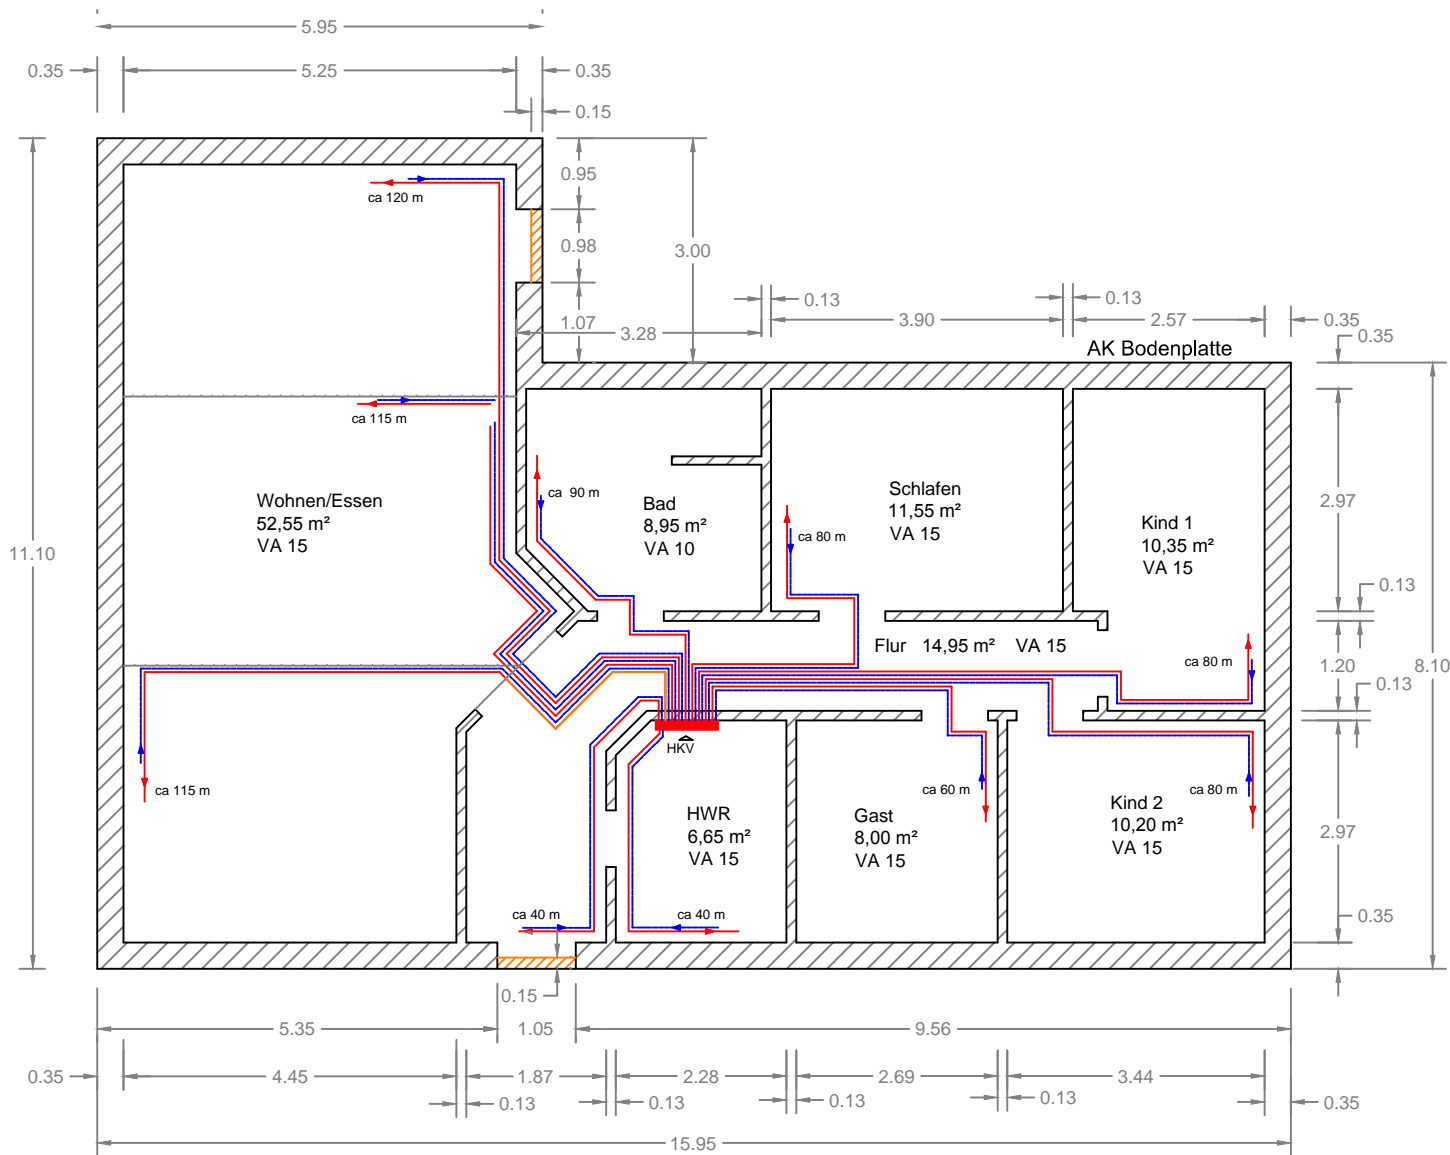 5.95
0.35
5.25
0.35
0.15
0.95
ca 120 m
0.98
3.00
0.13
0.13
1.07
3.28
3.90
2.57
0.35
0.35
AK Bodenplatte
ca 115 m
Wohnen/Essen
52,55 m²
VA 15
ca 90 m
Bad
8,95 m²
VA 10
Schlafen
11,55 m²
VA 15
ca 80 m
Kind 1
10,35 m²
VA 15
2.97
11.10
0.13
Flur 14,95 m² VA 15
ca 80 m
1.20
8.10
0.13
HKV
ca 115 m
HWR
6,65 m²
VA 15
ca 60 m
Gast
8,00 m²
VA 15
Kind 2
10,20 m²
VA 15
ca 80 m
2.97
ca 40 m
ca 40 m
0.35
0.15
5.35
1.05
9.56
0.35
4.45
1.87
2.28
2.69
3.44
0.13
0.13
0.13
0.13
0.35
15.95